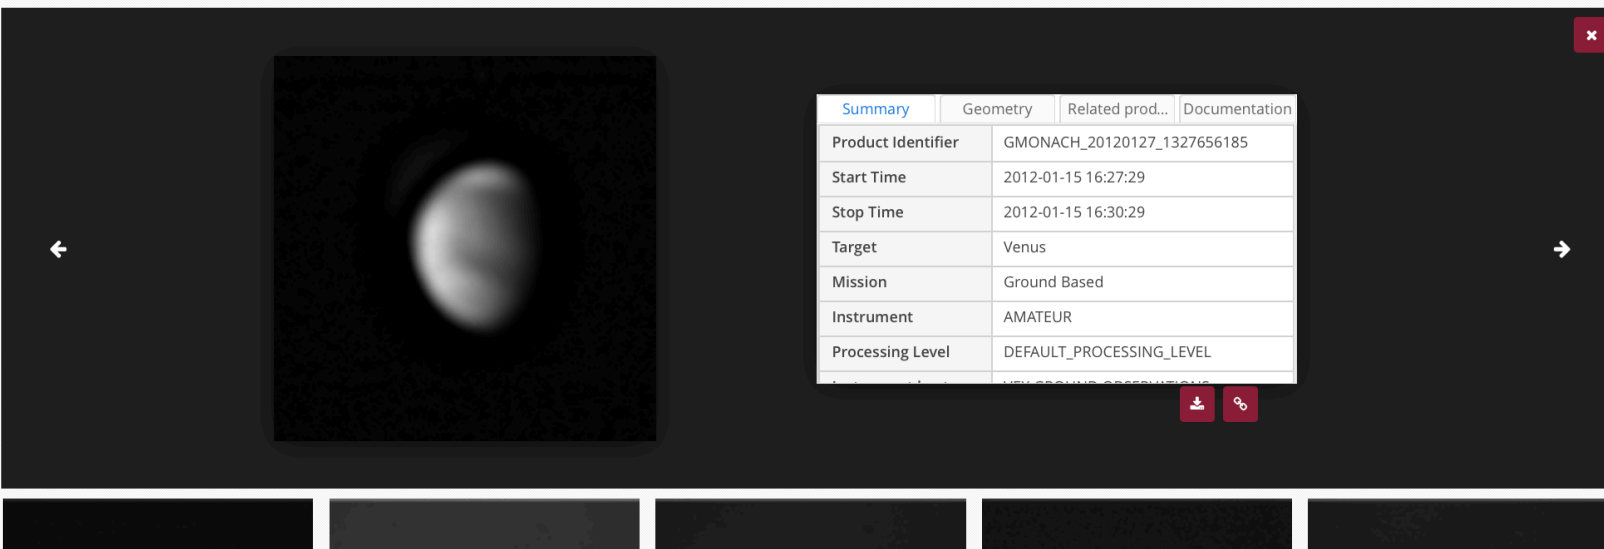 Summary Geometry Related prod... Documentation
Product Identifier GMONACH_20120127_1327656185
Start Time 2012-01-15 16:27:29
Stop Time 2012-01-15 16:30:29
Target Venus
Mission Ground Based
Instrument AMATEUR
Processing Level DEFAULT_PROCESSING_LEVEL